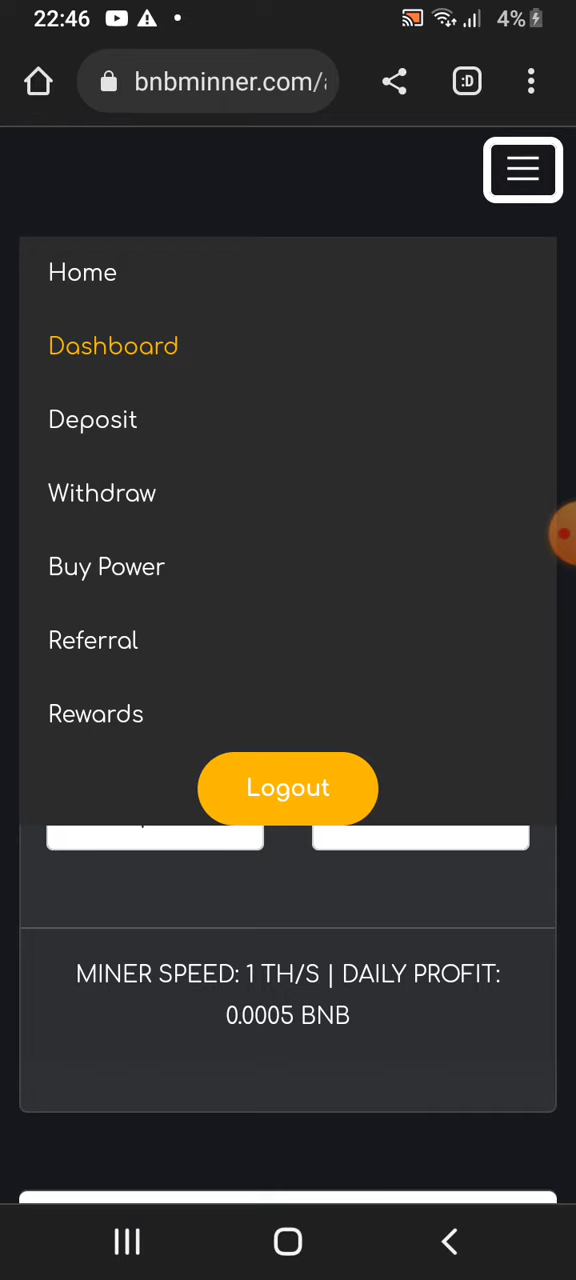 22:46 4%
bnbminner.com/
Home
Dashboard
Deposit
Withdraw
Buy Power
Referral
Rewards
Logout
MINER SPEED: 1 TH/S | DAILY PROFIT:
0.0005 BNB